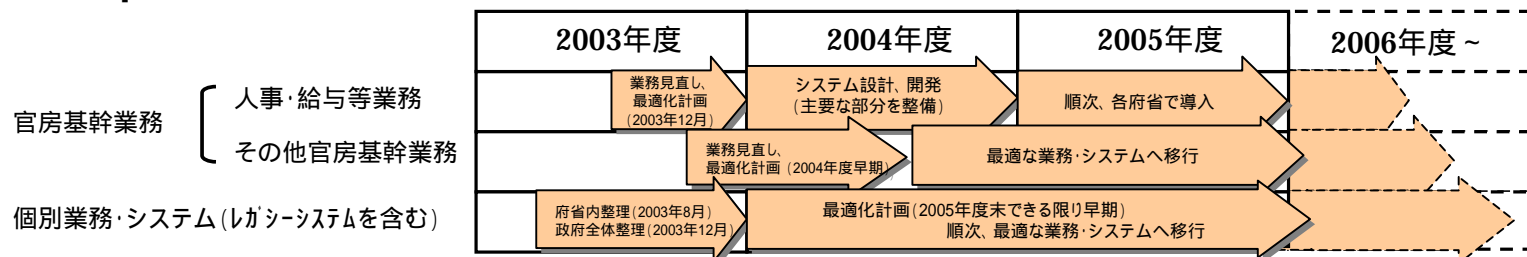 2003年度
2004年度
2005年度
2006年度~
官房基幹業務
人事・給与等業務
業務見直し、
最適化計画
(2003年12月)
システム設計、開発
(主要な部分を整備)
順次、各府省で導入
その他官房基幹業務
業務見直し、
最適化計画(2004年度早期)
最適な業務・システムへ移行
個別業務・システム(ﾚｶﾞｼｰｼｽﾃﾑを含む)
府省内整理(2003年8月)
政府全体整理(2003年12月)
最適化計画(2005年度末できる限り早期)
順次、最適な業務・システムへ移行